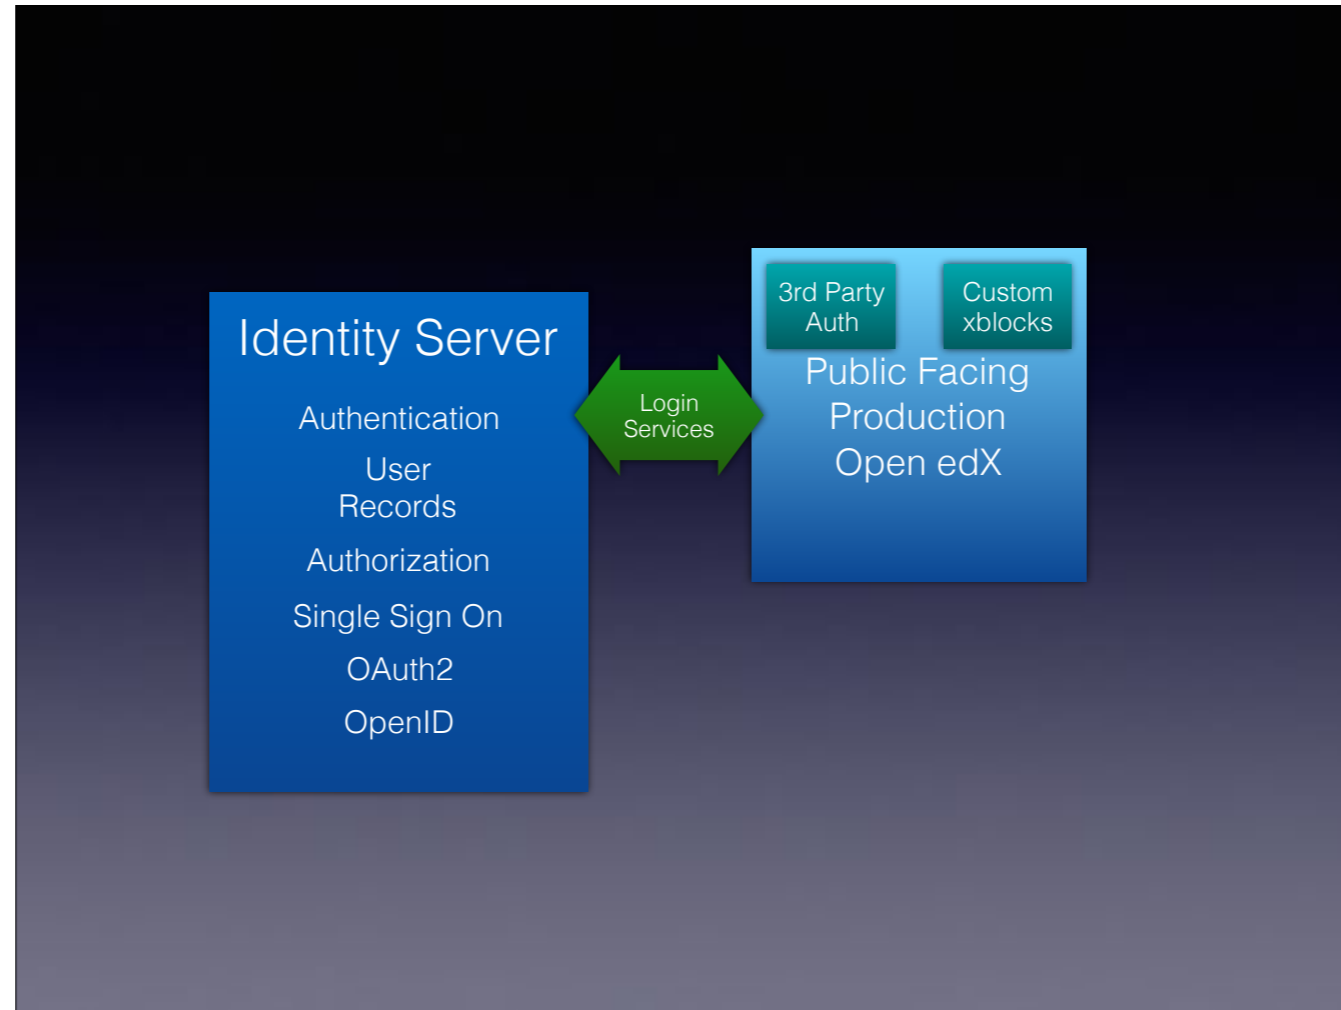 Identity Server
Authentication
User
Records
Authorization
Single Sign On
OAuth2
OpenID
Login
Services
3rd Party
Auth
Custom
xblocks
Public Facing
Production
Open edX